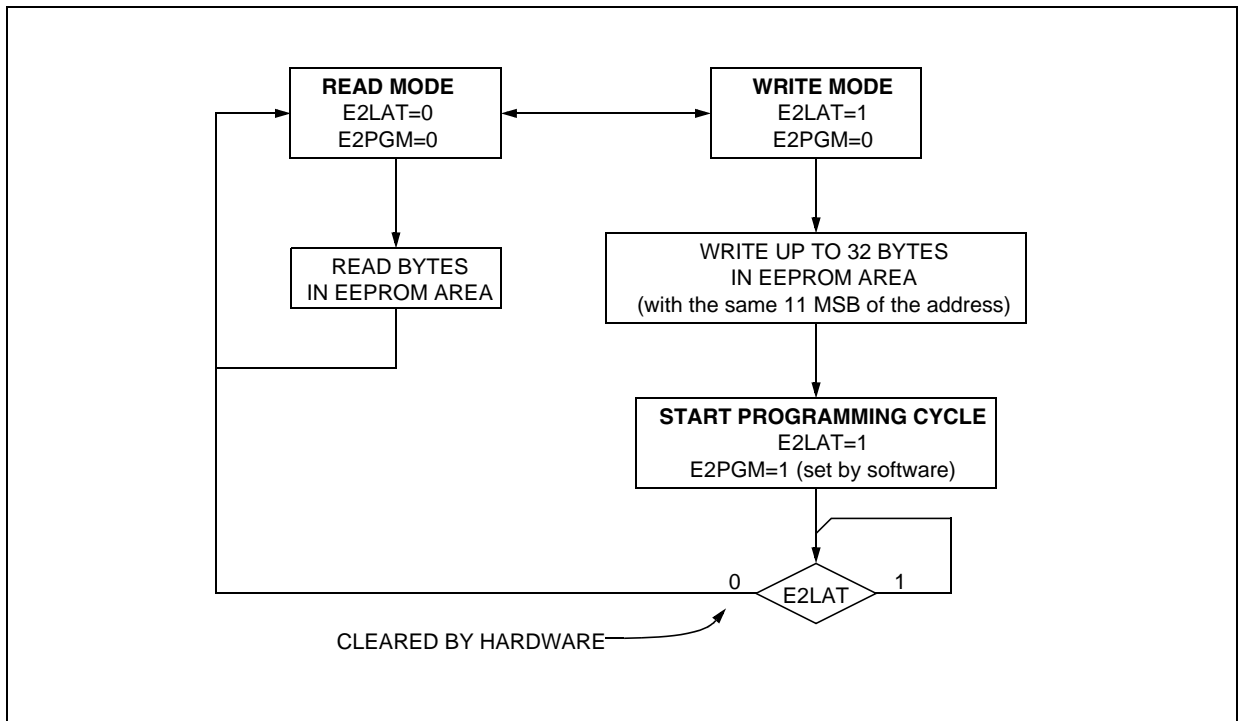 READ MODE
E2LAT=0
E2PGM=0
WRITE MODE
E2LAT=1
E2PGM=0
READ BYTES
IN EEPROM AREA
WRITE UP TO 32 BYTES
IN EEPROM AREA
(with the same 11 MSB of the address)
START PROGRAMMING CYCLE
E2LAT=1
E2PGM=1 (set by software)
0
E2LAT
1
CLEARED BY HARDWARE